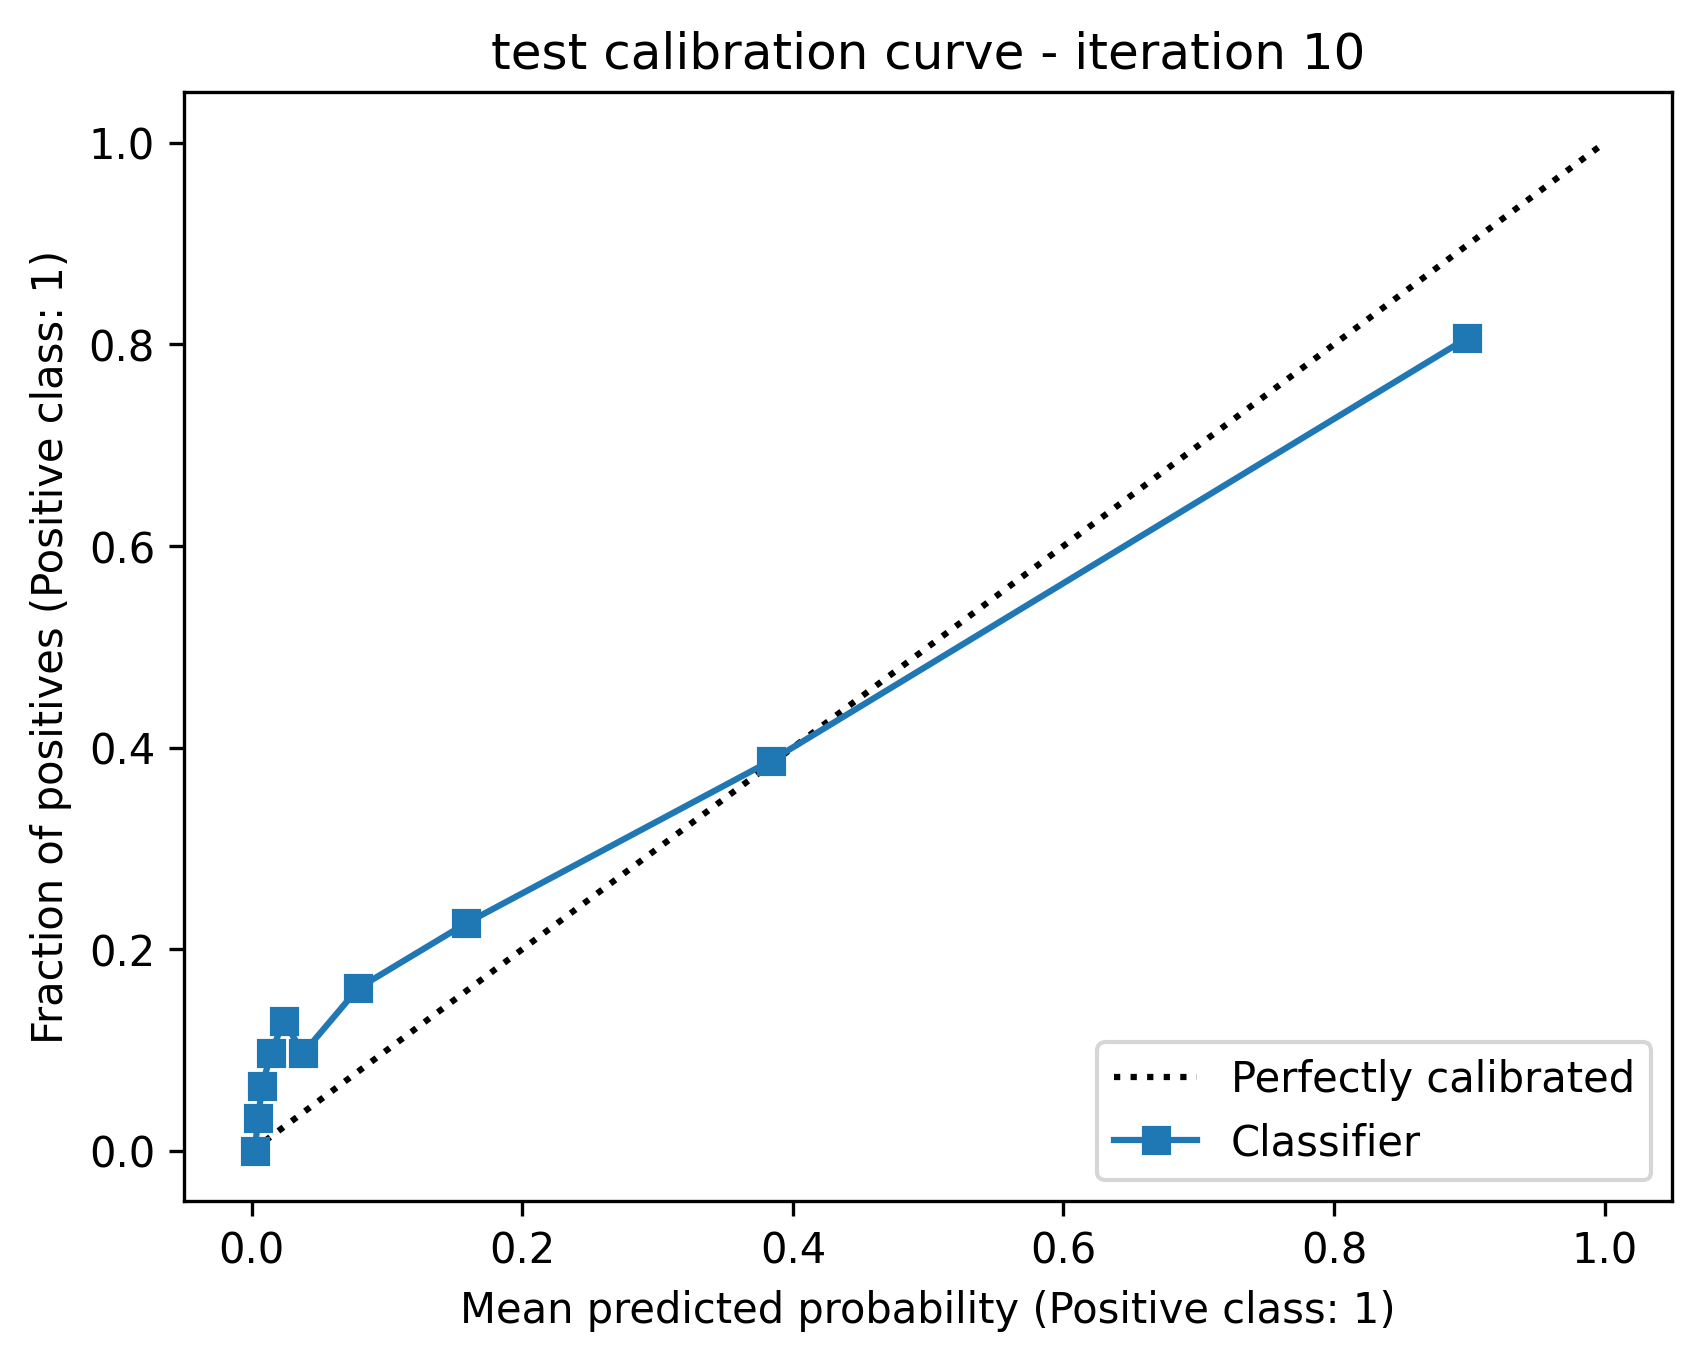 test calibration curve - iteration 10
Fraction of positives (Positive class: 1)
1.0
0.8
0.6
0.4
0.2
0.0
Perfectly calibrated
Classifier
0.0 0.2 0.4 0.6 0.8 1.0
Mean predicted probability (Positive class: 1)